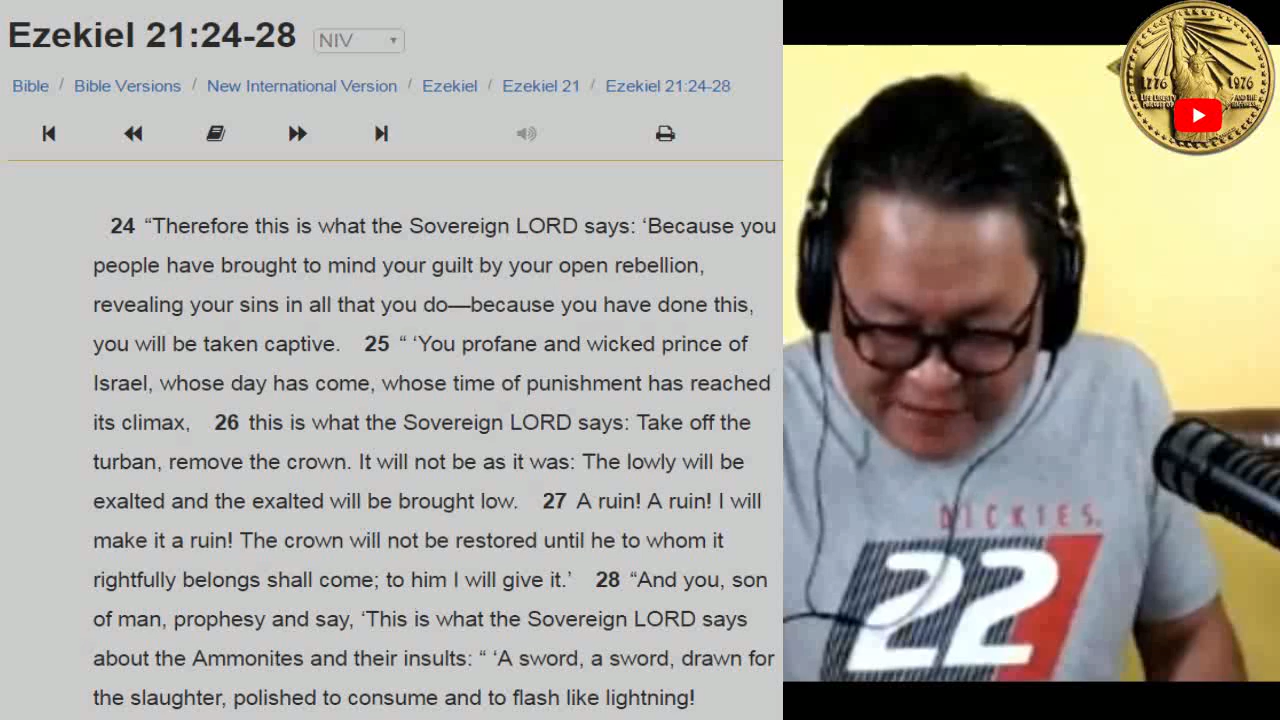 Ezekiel 21:24-28 NIV
Bible / Bible Versions / New International Version / Ezekiel / Ezekiel 21 / Ezekiel 21:24-28
24 “Therefore this is what the Sovereign LORD says: ‘Because you
people have brought to mind your guilt by your open rebellion,
revealing your sins in all that you do—because you have done this,
you will be taken captive. 25 “ ‘You profane and wicked prince of
Israel, whose day has come, whose time of punishment has reached
its climax, 26 this is what the Sovereign LORD says: Take off the
turban, remove the crown. It will not be as it was: The lowly will be
exalted and the exalted will be brought low. 27 A ruin! A ruin! I will
make it a ruin! The crown will not be restored until he to whom it
rightfully belongs shall come; to him I will give it.’ 28 “And you, son
of man, prophesy and say, ‘This is what the Sovereign LORD says
about the Ammonites and their insults: “ ‘A sword, a sword, drawn for
the slaughter, polished to consume and to flash like lightning!
1776 1976
DICKIES.
22